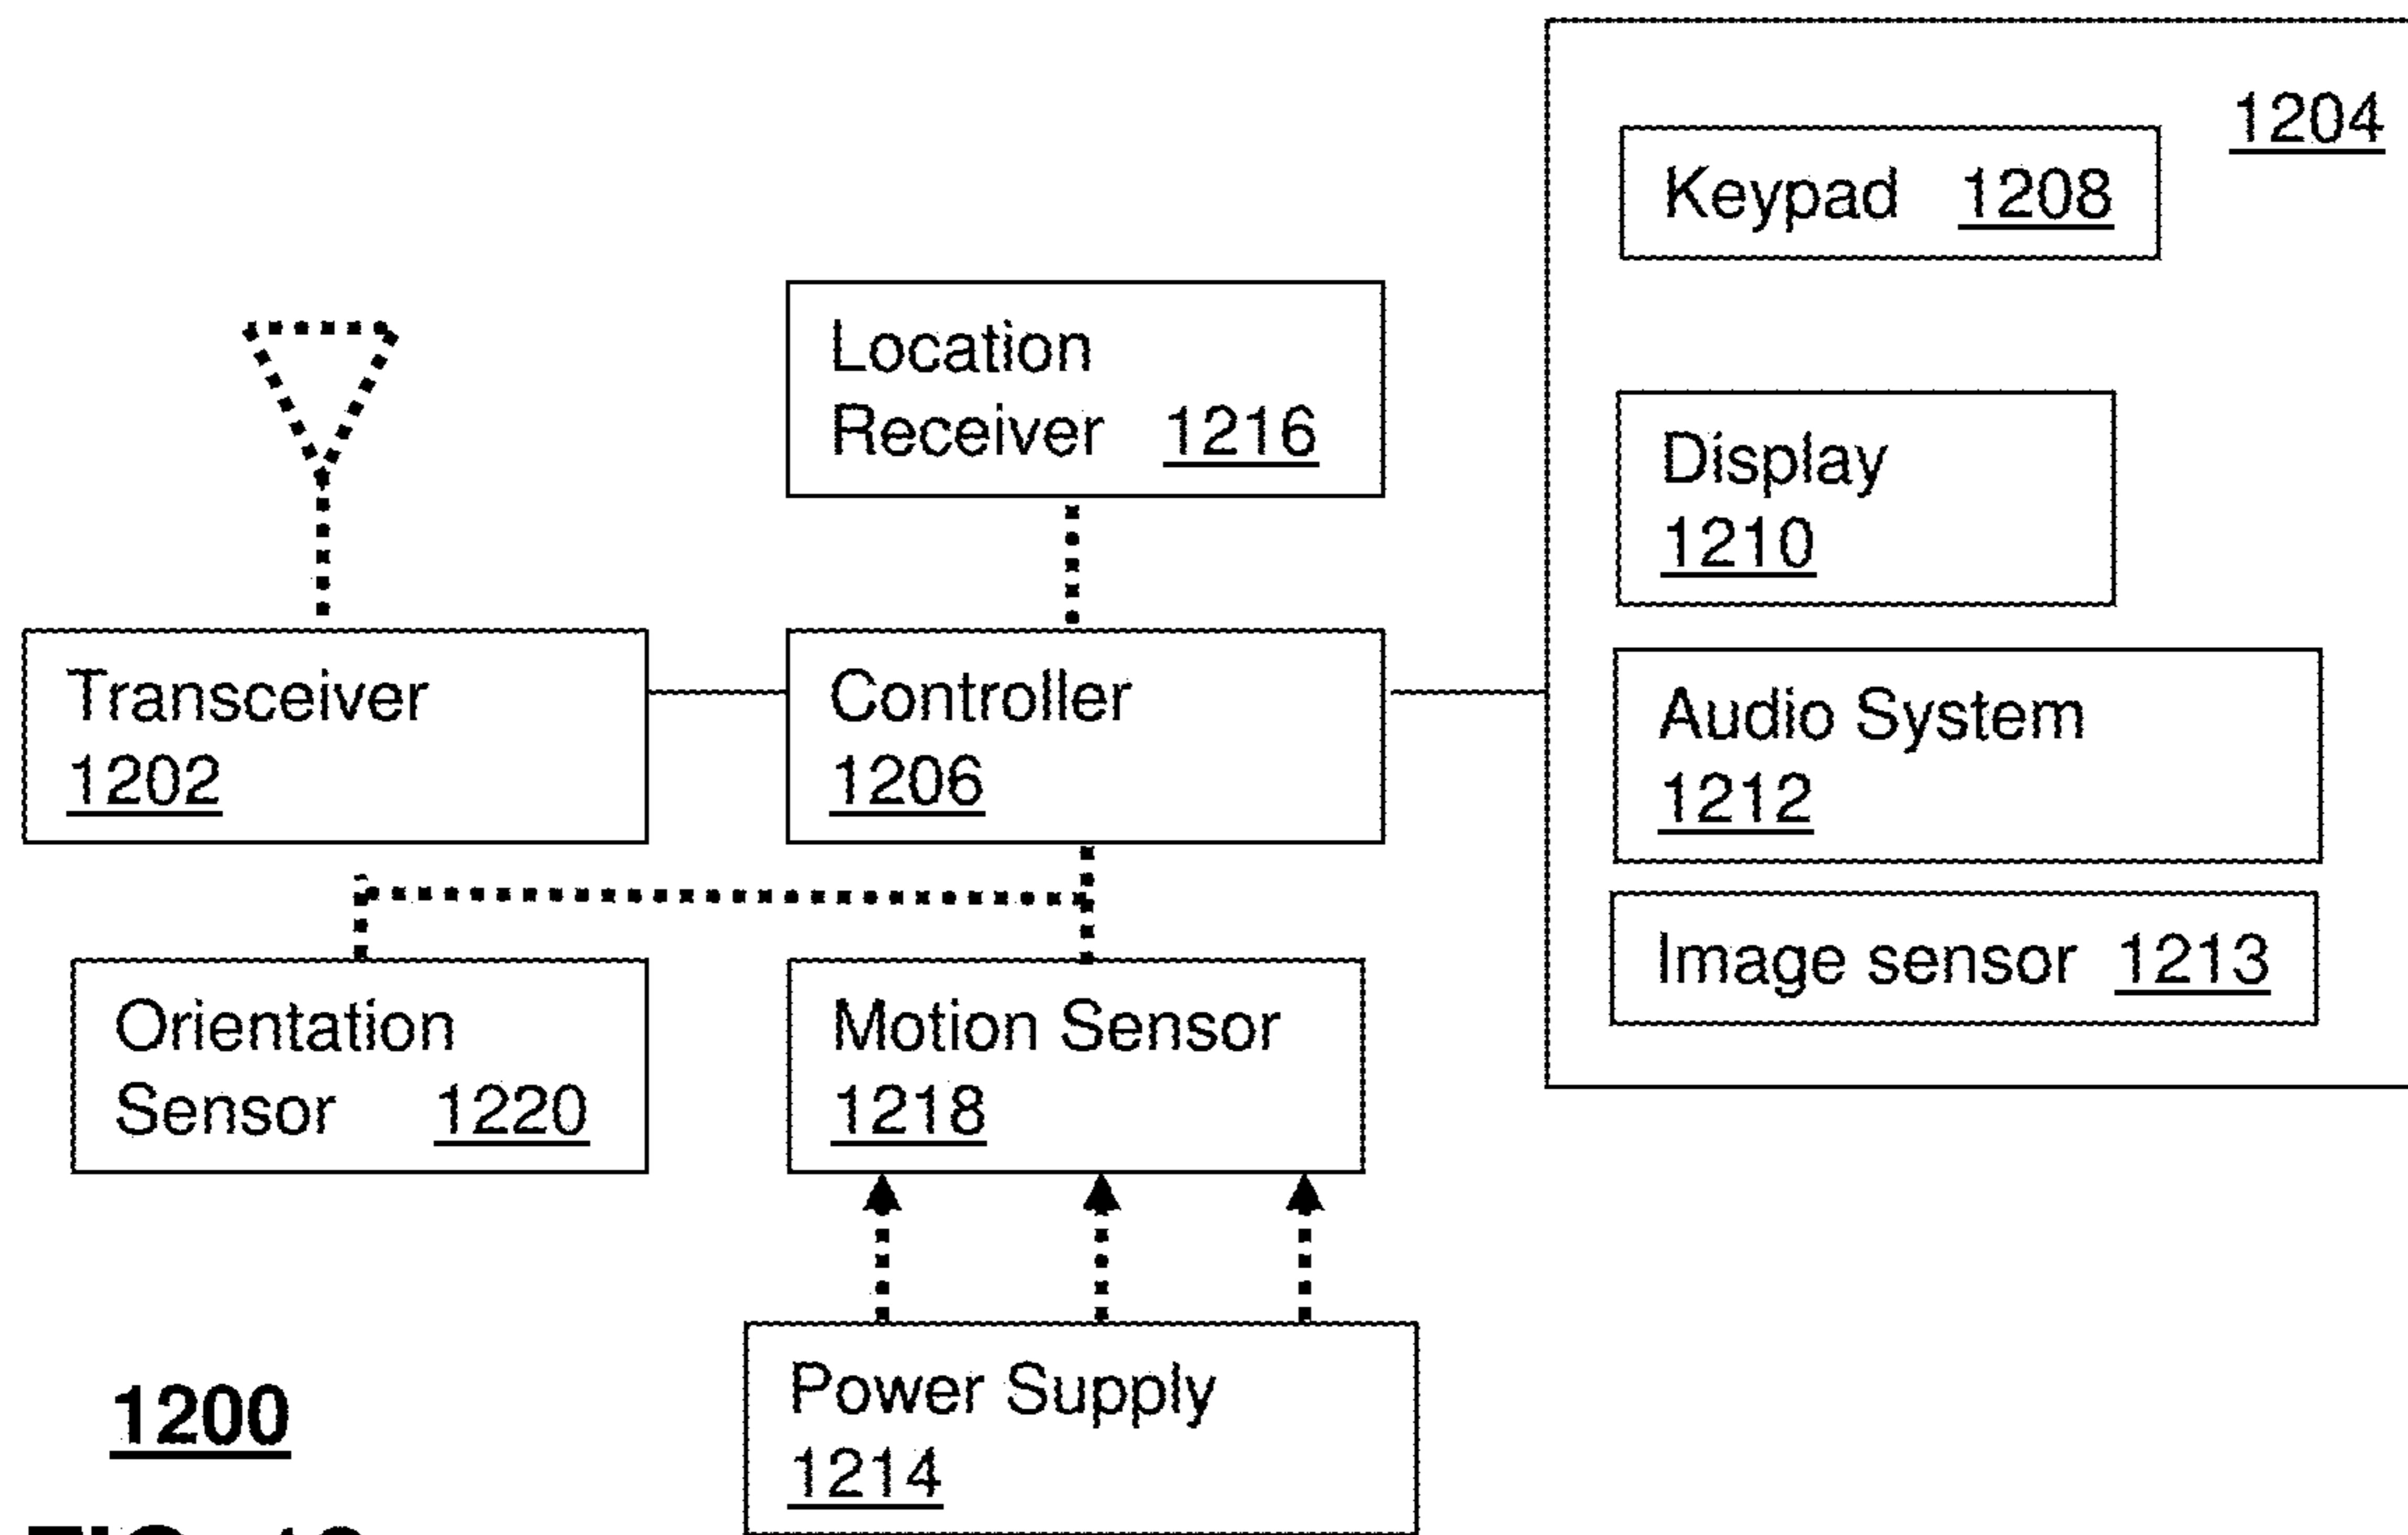 1204
Keypad 1208
Location
Receiver 1216
Display
1210
Transceiver
1202
Controller
1206
Audio System
1212
Image sensor 1213
Orientation
Sensor 1220
Motion Sensor
1218
Power Supply
1214
1200